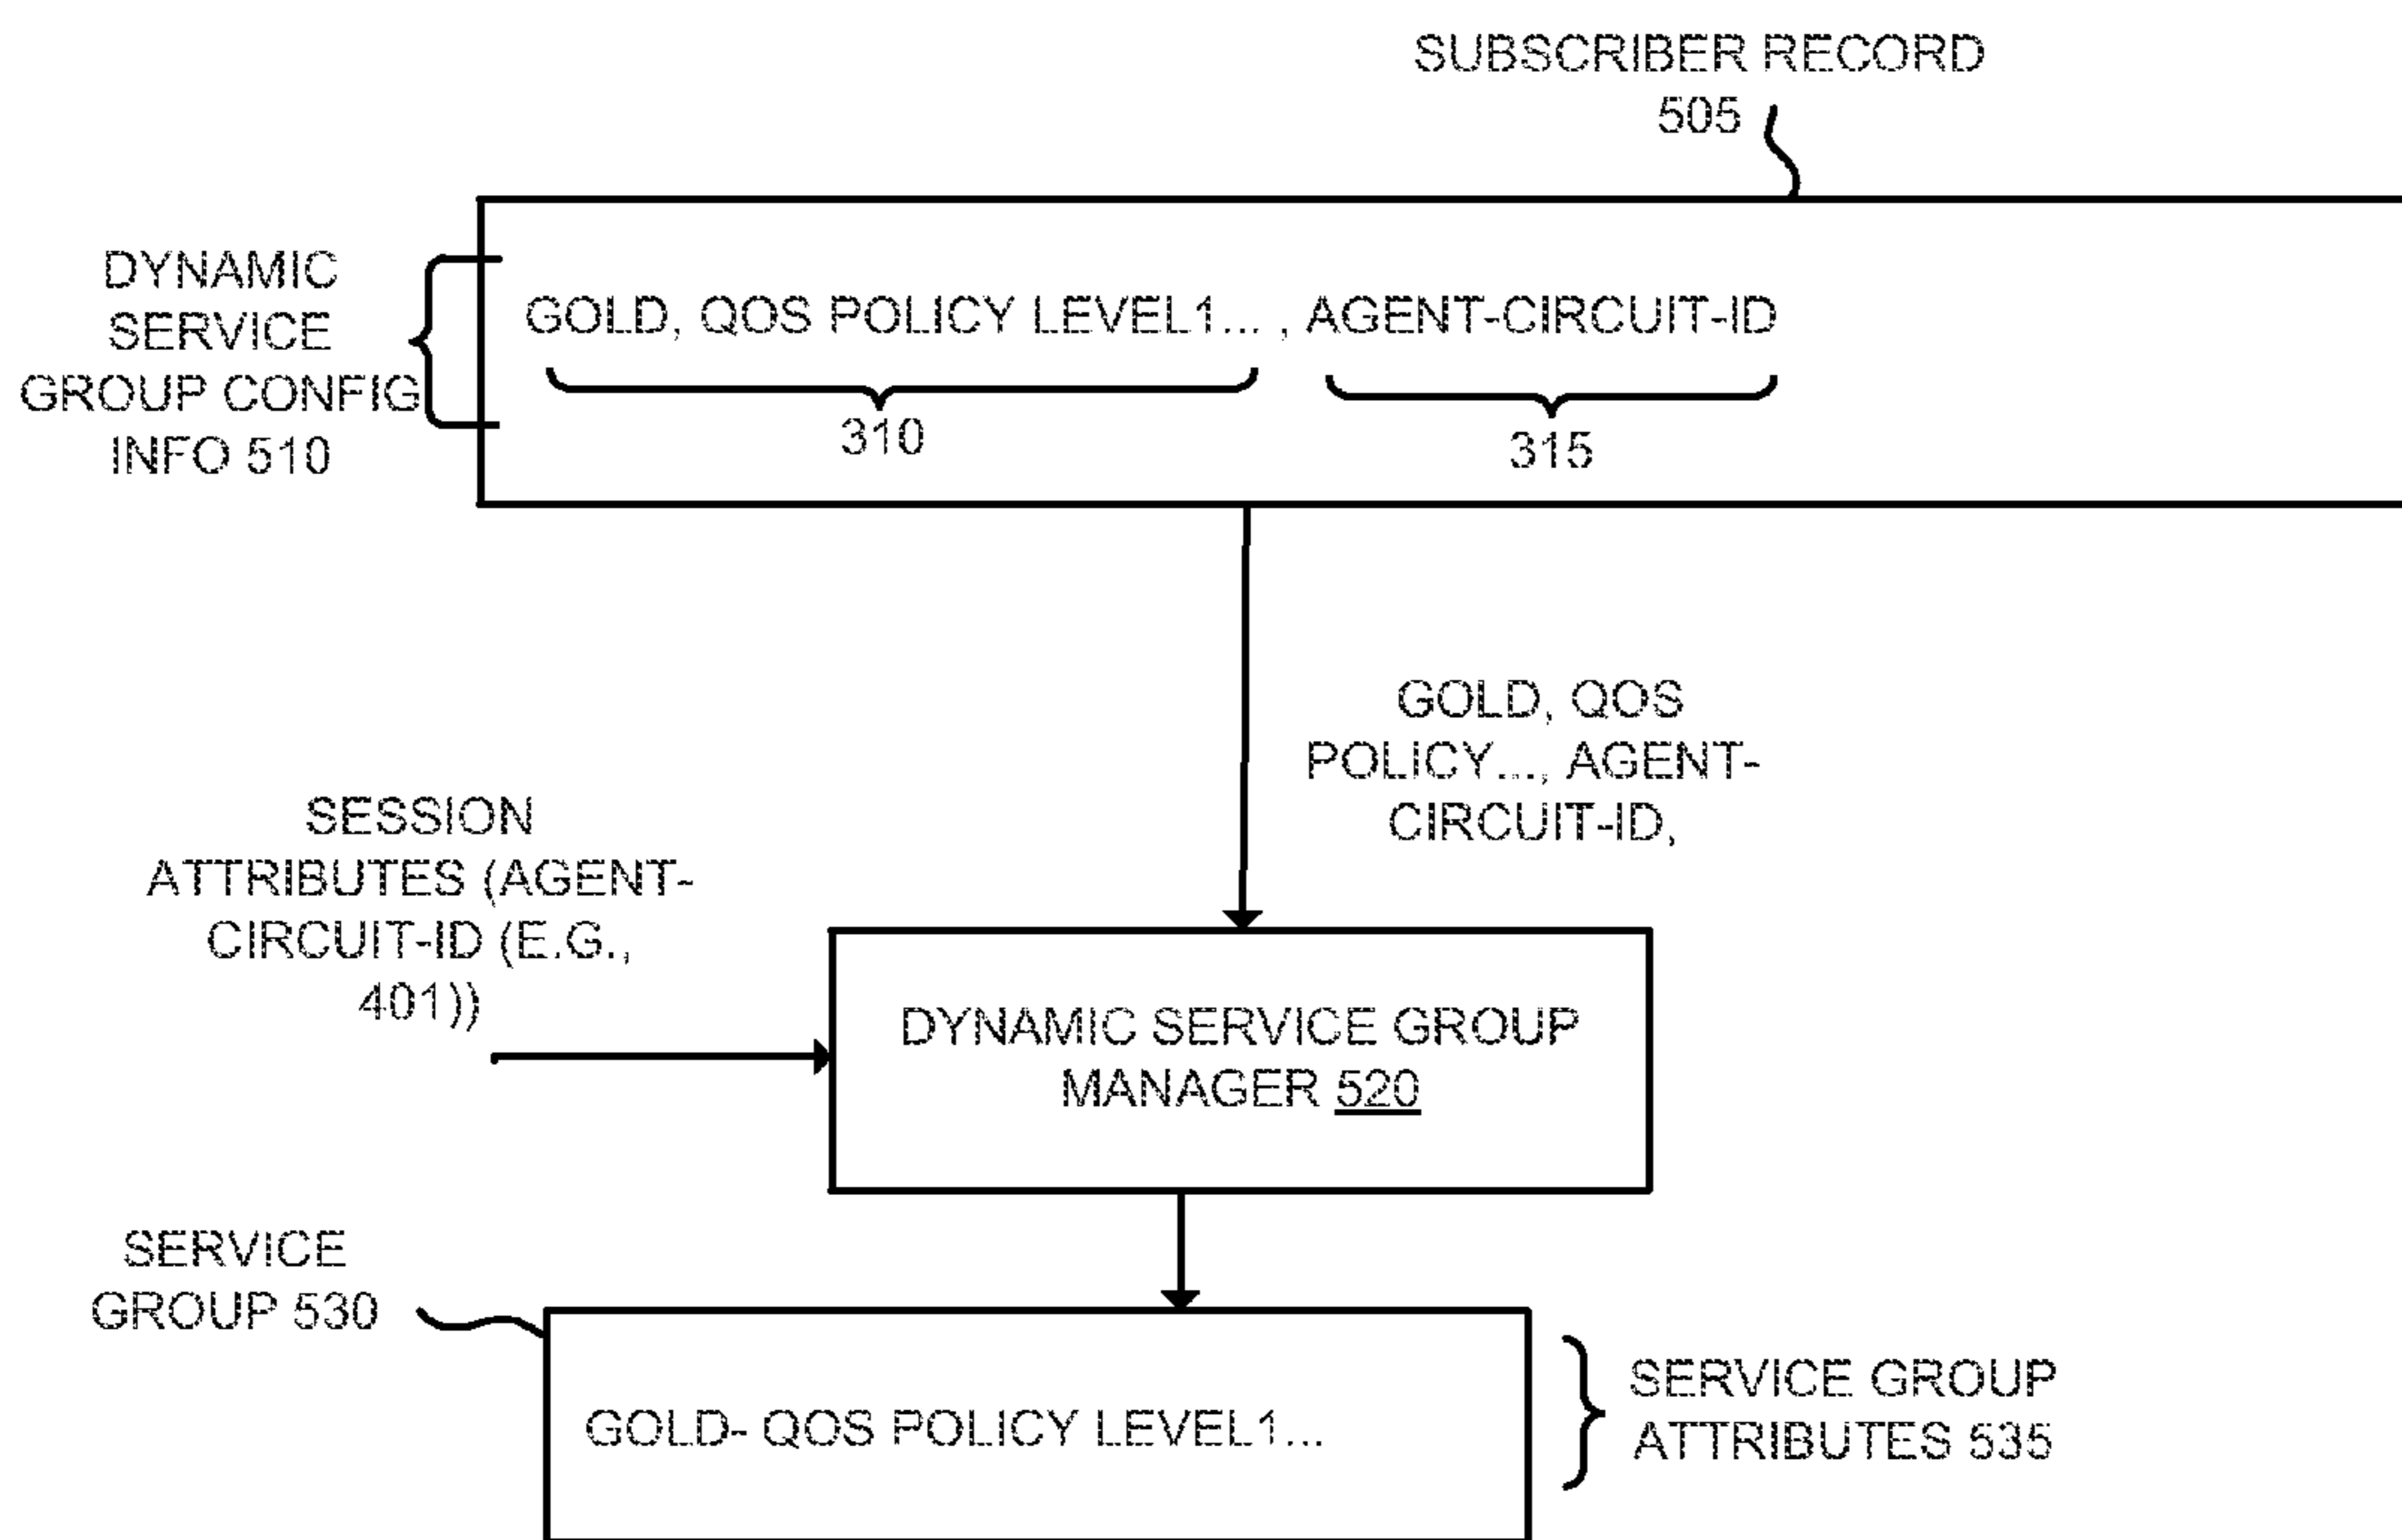 SUBSCRIBER RECORD
505
DYNAMIC
SERVICE
GROUP CONFIG
INFO 510
GOLD, QOS POLICY LEVEL1... , AGENT-CIRCUIT-ID
310
315
GOLD, QOS
POLICY..., AGENT-
CIRCUIT-ID,
SESSION
ATTRIBUTES (AGENT-
CIRCUIT-ID (E.G.,
401))
DYNAMIC SERVICE GROUP
MANAGER 520
SERVICE
GROUP 530
GOLD- QOS POLICY LEVEL1...
SERVICE GROUP
ATTRIBUTES 535